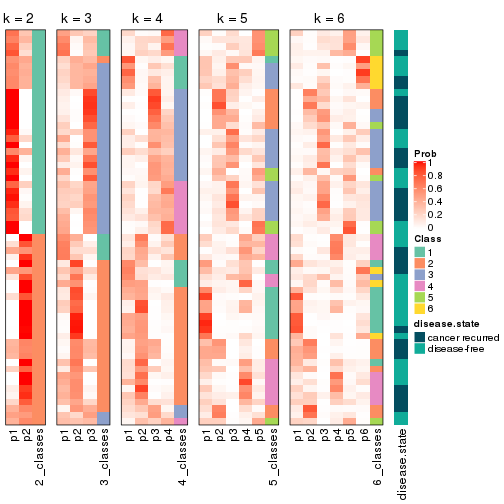 k = 2
k = 3
k = 4
k = 5
k = 6
Prob
1
0.8
0.6
0.4
0.2
0
Class
1
2
3
4
5
6
disease.state
cancer recurred
disease-free
p1
p2
2_classes
p1
p2
p3
3_classes
p1
p2
p3
p4
4_classes
p1
p2
p3
p4
p5
5_classes
p1
p2
p3
p4
p5
p6
6_classes
disease.state